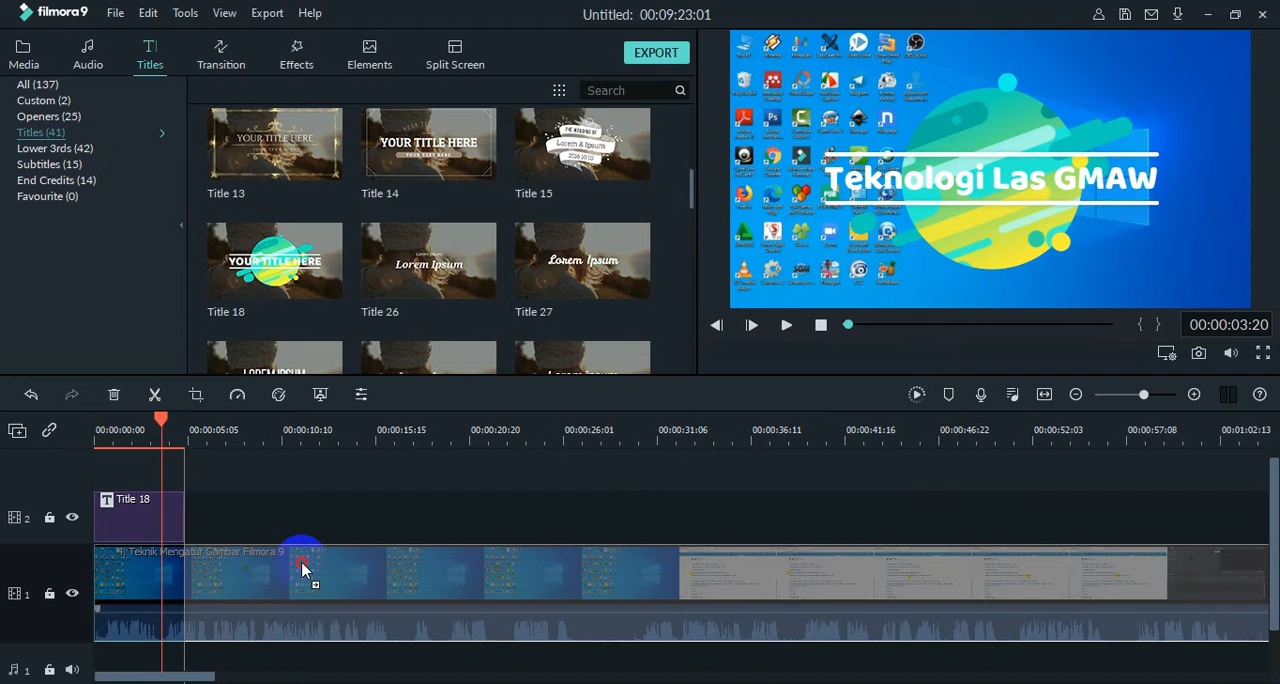 filmora9 File Edit Tools View Export Help Untitled: 00:09:23:01
Media Audio Titles Transition Effects Elements Split Screen EXPORT
All (137)
Custom (2)
Openers (25)
Titles (41)
Lower 3rds (42)
Subtitles (15)
End Credits (14)
Favourite (0)
Search
YOUR TITLE HERE
YOUR TITLE HERE
Lorem & Ipsum
Title 13 Title 14 Title 15
YOUR TITLE HERE
Lorem Ipsum
Lorem Ipsum
Title 18 Title 26 Title 27
Teknologi Las GMAW
00:00:03:20
00:00:00:00 00:00:05:05 00:00:10:10 00:00:15:15 00:00:20:20 00:00:26:01 00:00:31:06 00:00:36:11 00:00:41:16 00:00:46:22 00:00:52:03 00:00:57:08 00:01:02:13
2 T Title 18
Teknik Mengatur Gambar Filmora 9
1
1